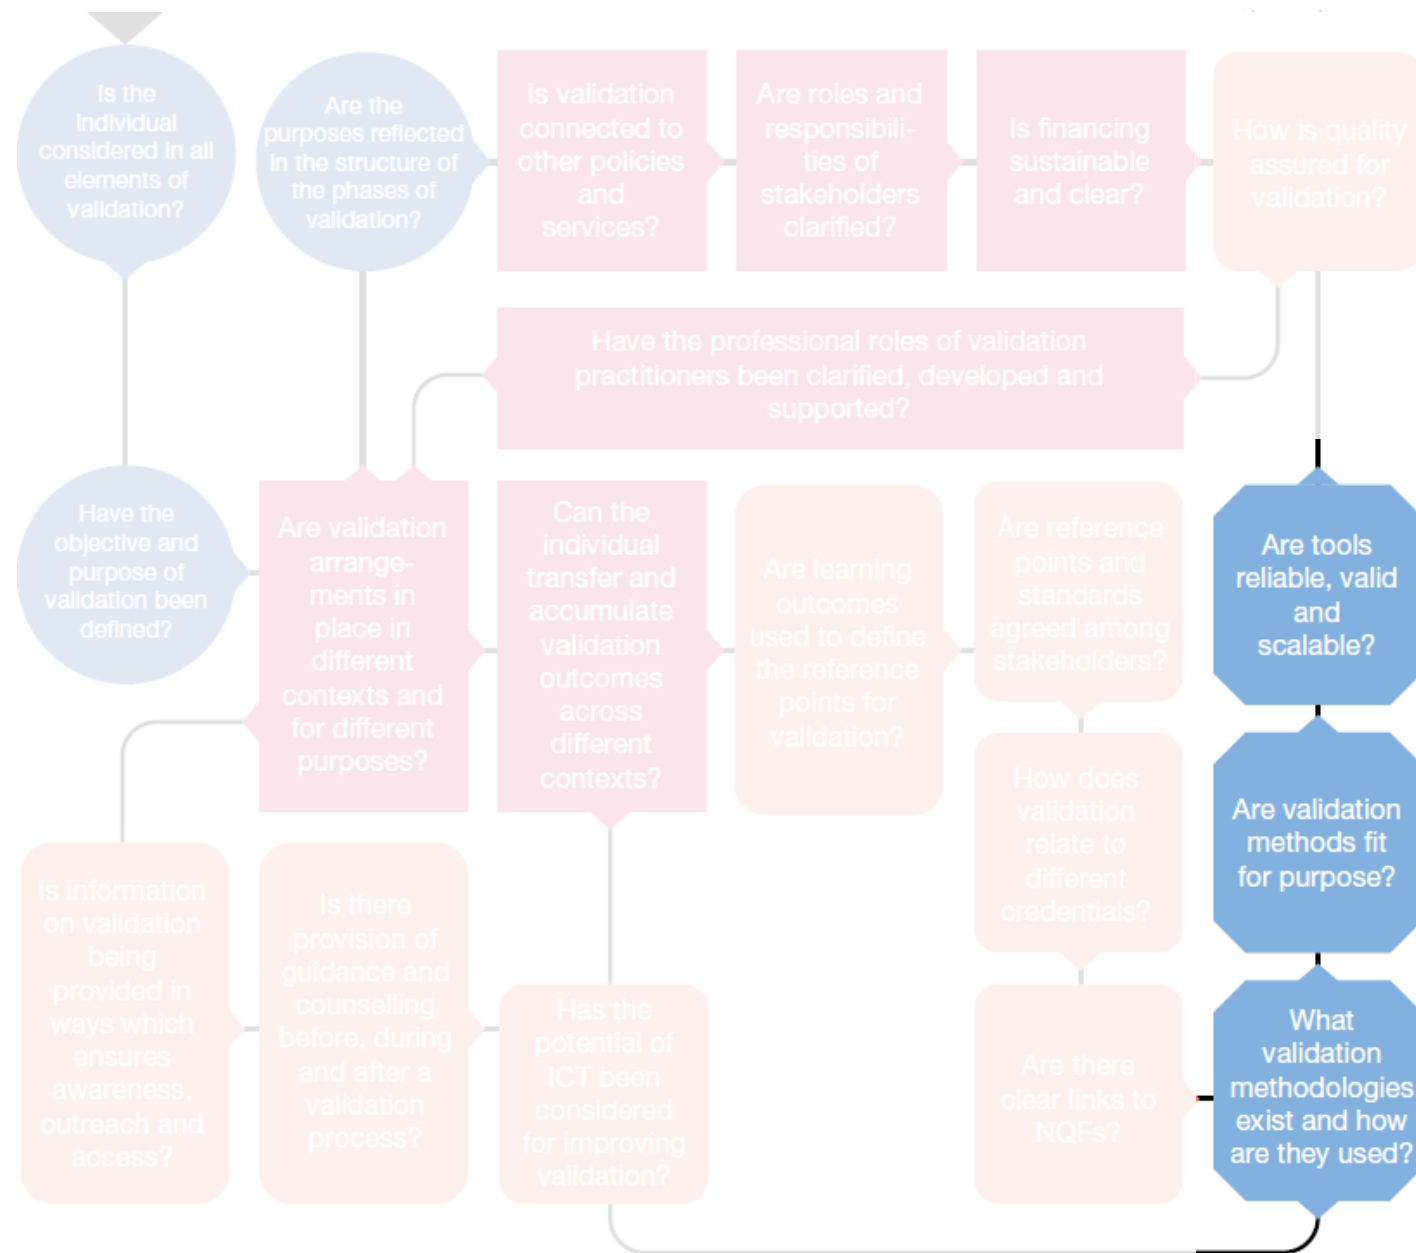 Is the
individual
considered in all
elements of
validation?
Are the
purposes reflected
in the structure of
the phases of
validation?
Is validation
connected to
other policies
and
services?
Are roles and
responsibili-
ties of
stakeholders
clarified?
Is financing
sustainable
and clear?
How is quality
assured for
validation?
Have the professional roles of validation
practitioners been clarified, developed and
supported?
Have the
objective and
purpose of
validation been
defined?
Are validation
arrange-
ments in
place in
different
contexts and
for different
purposes?
Can the
individual
transfer and
accumulate
validation
outcomes
across
different
contexts?
Are learning
outcomes
used to define
the reference
points for
validation?
Are reference
points and
standards
agreed among
stakeholders?
Are tools
reliable, valid
and
scalable?
How does
validation
relate to
different
credentials?
Are validation
methods fit
for purpose?
Is information
on validation
being
provided in
ways which
ensures
awareness,
outreach and
access?
Is there
provision of
guidance and
counselling
before, during
and after a
validation
process?
Has the
potential of
ICT been
considered
for improving
validation?
Are there
clear links to
NQFs?
What
validation
methodologies
exist and how
are they used?